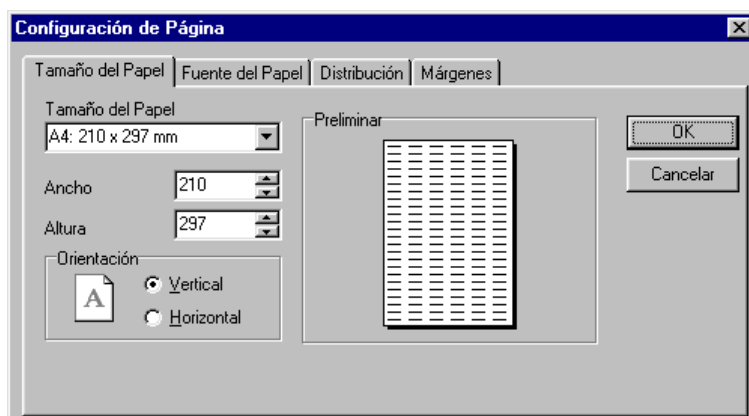 Configuración de Página
Tamaño del Papel Fuente del Papel Distribución Márgenes
Tamaño del Papel
A4: 210 x 297 mm
Ancho 210
Altura 297
Orientación
A
Vertical
Horizontal
Preliminar
OK
Cancelar